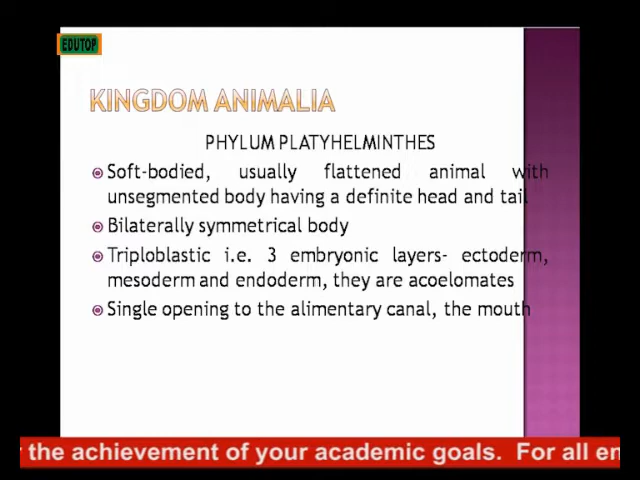 EDUTOP
KINGDOM ANIMALIA
PHYLUM PLATYHELMINTHES
Soft-bodied, usually flattened animal with
unsegmented body having a definite head and tail
Bilaterally symmetrical body
Triploblastic i.e. 3 embryonic layers- ectoderm,
mesoderm and endoderm, they are acoelomates
Single opening to the alimentary canal, the mouth
the achievement of your academic goals. For all